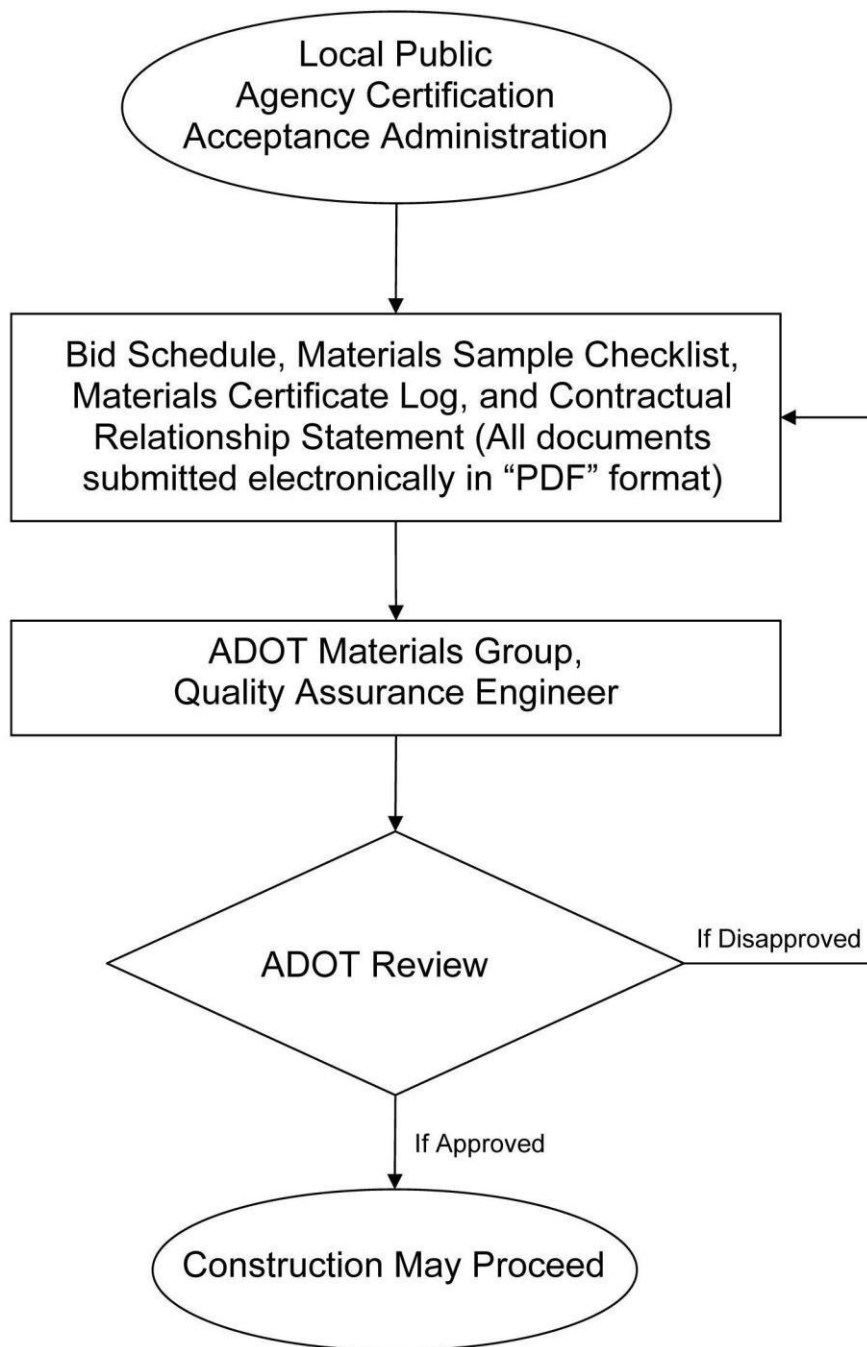 Local Public
Agency Certification
Acceptance Administration
Bid Schedule, Materials Sample Checklist,
Materials Certificate Log, and Contractual
Relationship Statement (All documents
submitted electronically in “PDF” format)
ADOT Materials Group,
Quality Assurance Engineer
ADOT Review
If Disapproved
If Approved
Construction May Proceed